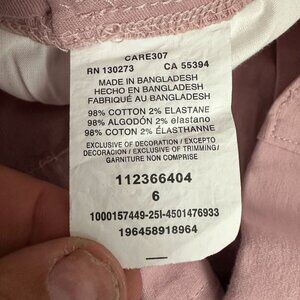 CARE307
RN 130273 CA 55394
MADE IN BANGLADESH
HECHO EN BANGLADESH
FABRIQUÉ AU BANGLADESH
98% COTTON 2% ELASTANE
98% ALGODÓN 2% elastano
98% COTON 2% ÉLASTHANNE
EXCLUSIVE OF DECORATION / EXCEPTO
DECORACIÓN / EXCLUSIVE OF TRIMMING/
GARNITURE NON COMPRISE
112366404
6
1000157449-25I-4501476933
196458918964